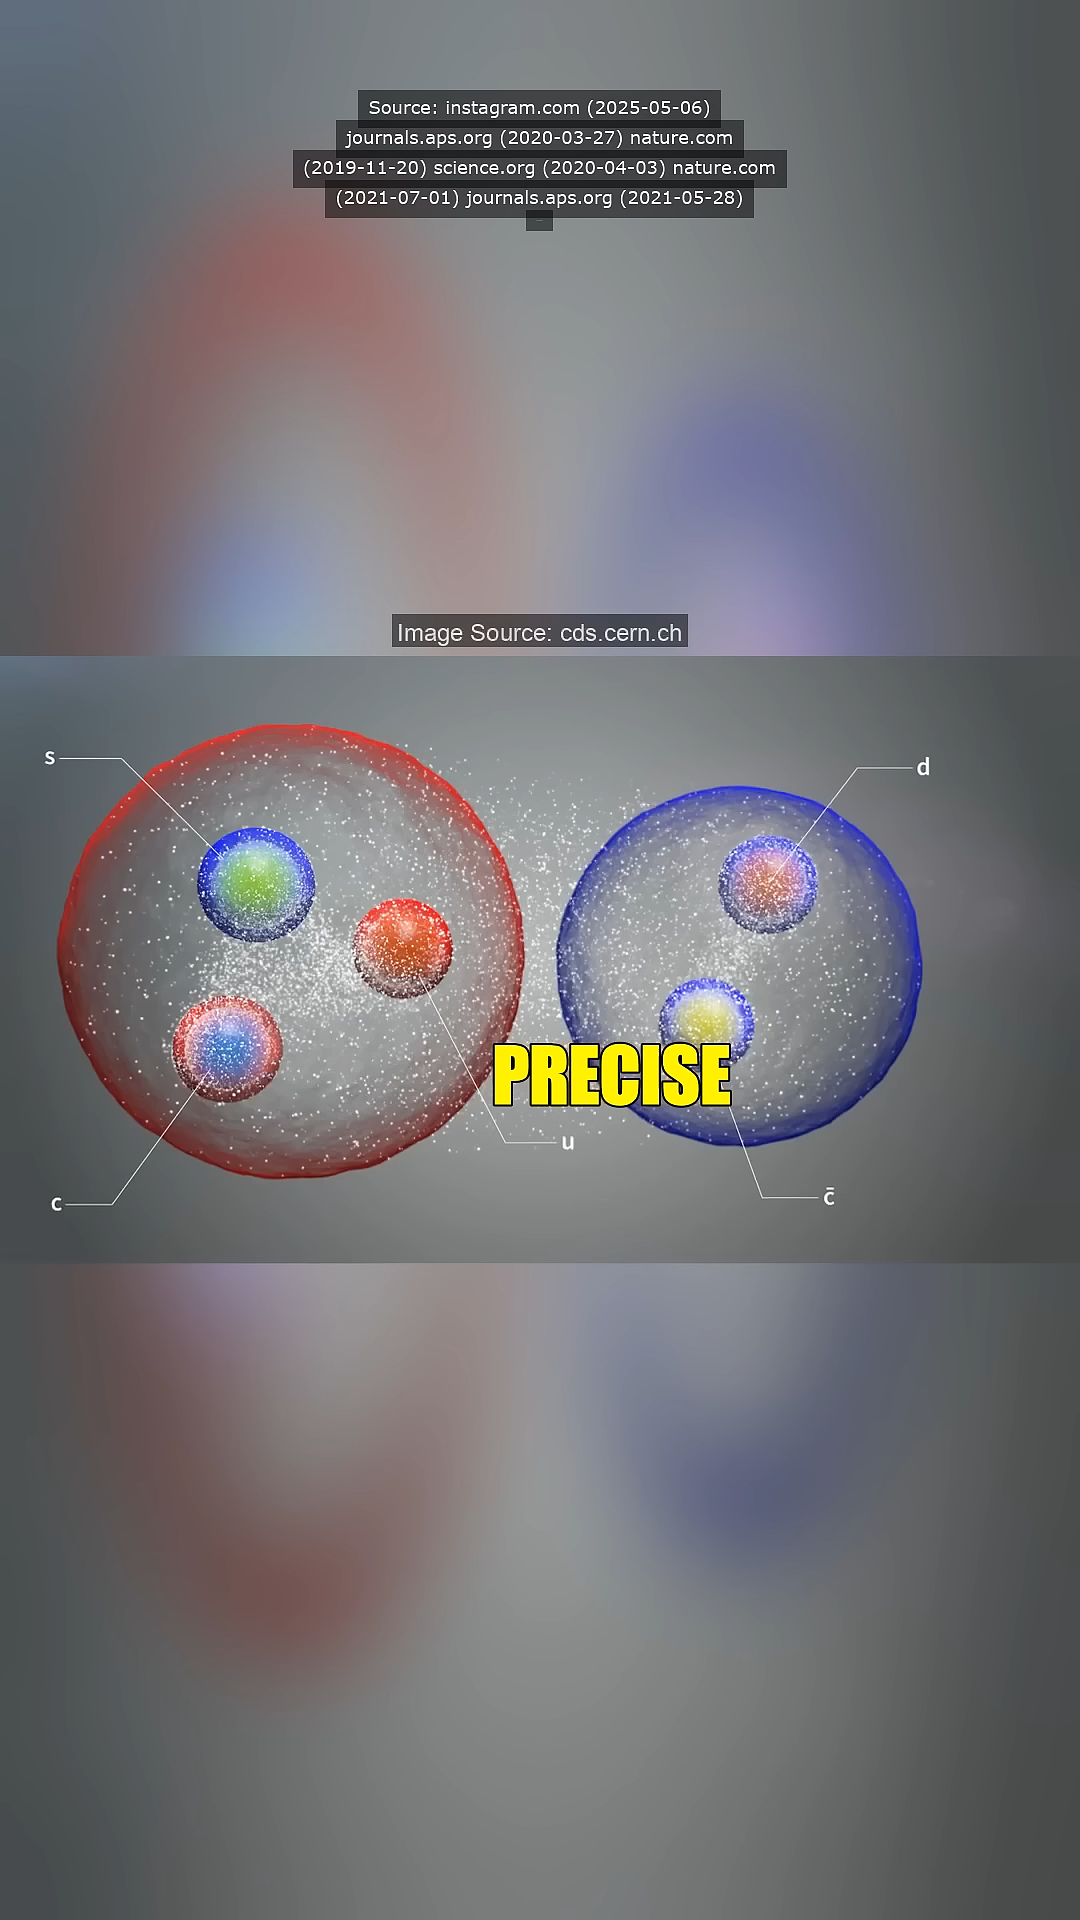 Source: instagram.com (2025-05-06)
journals.aps.org (2020-03-27) nature.com
(2019-11-20) science.org (2020-04-03) nature.com
(2021-07-01) journals.aps.org (2021-05-28)
Image Source: cds.cern.ch
s
d
PRECISE
u
c
c̄